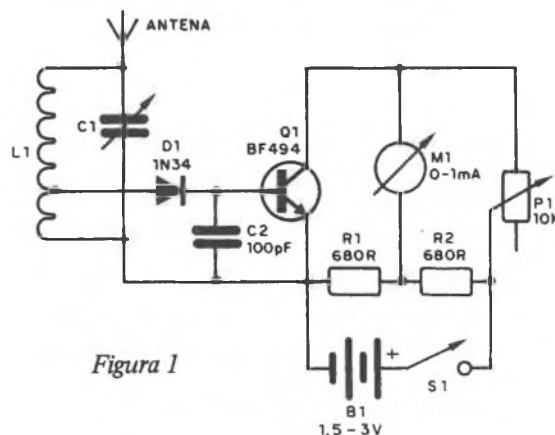 ANTENA
L1
C1
D1
1N34
C2
100pF
Q1
BF494
M1
0-1mA
P1
10K
R1
680R
R2
680R
+
S1
B1
1,5-3V
Figura 1